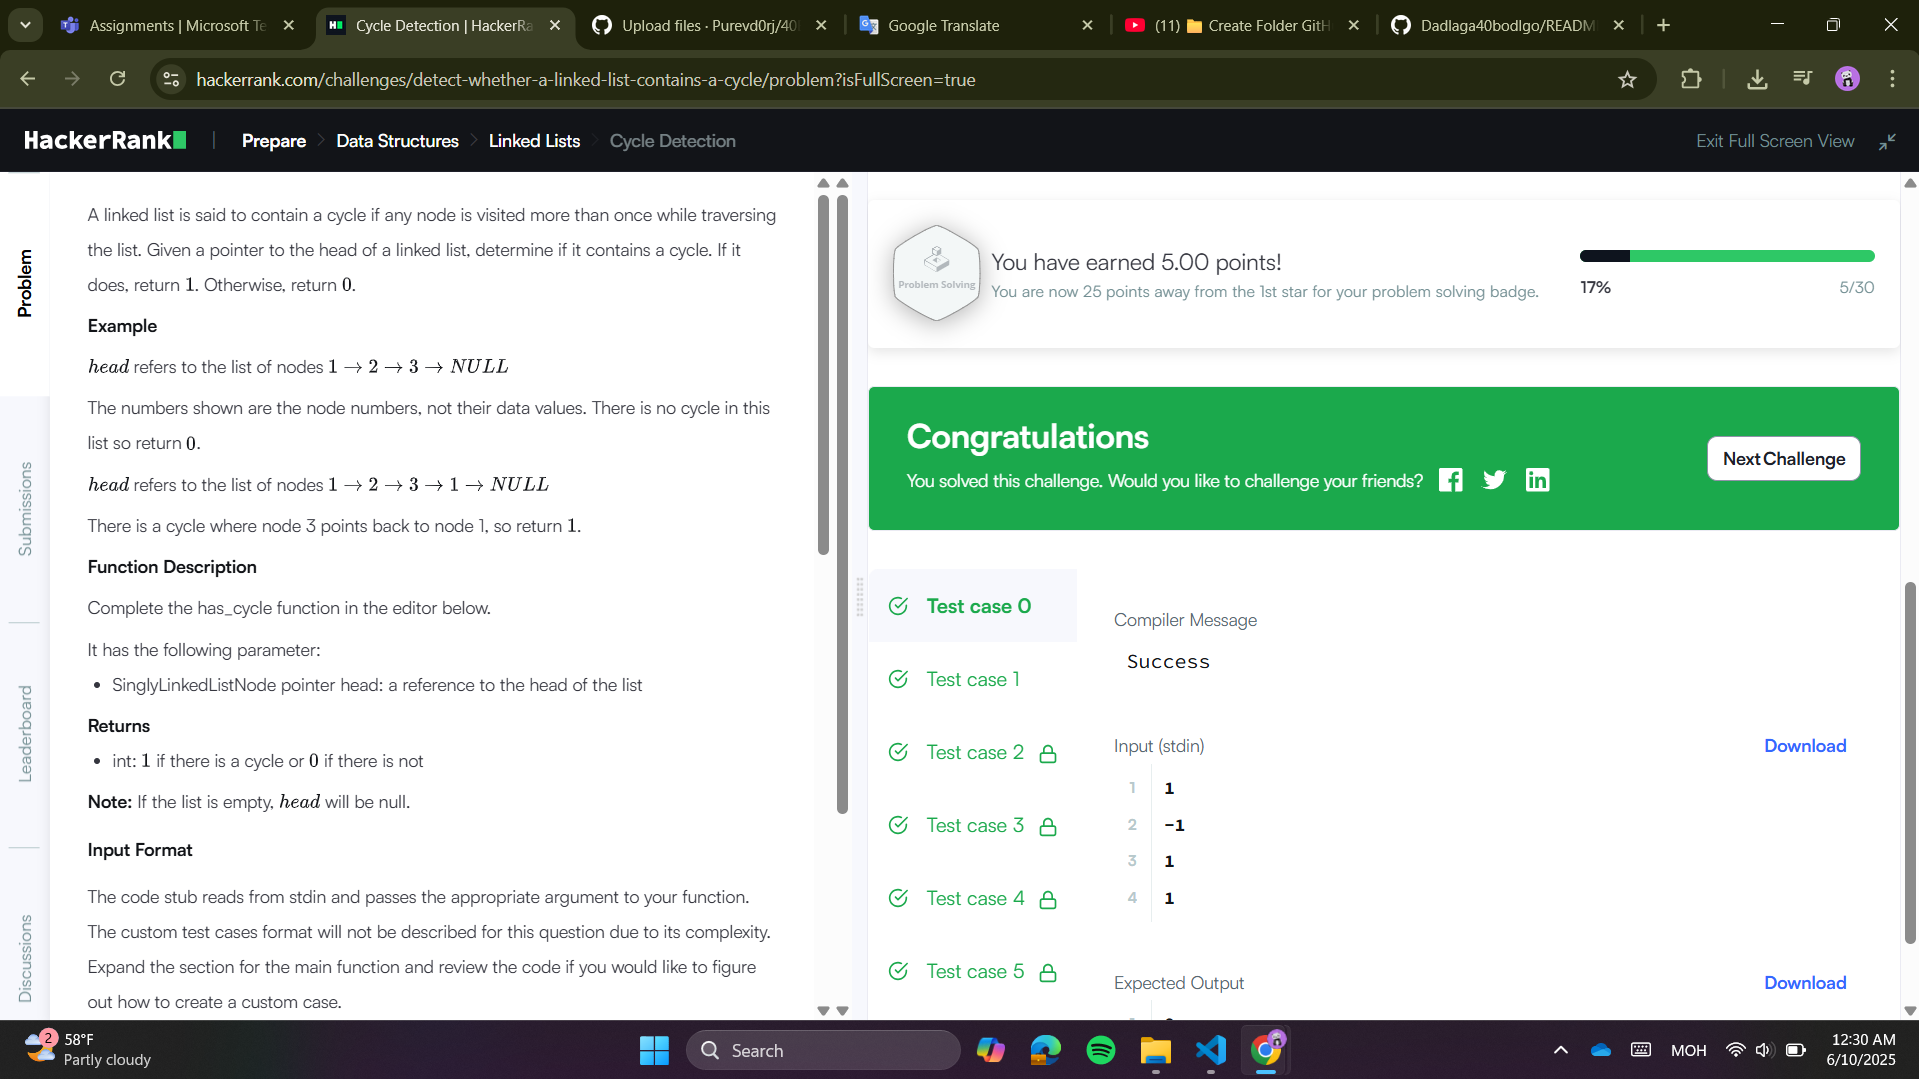 Assignments | Microsoft Te
Cycle Detection | HackerRa
Upload files · Purevd0rj/40
Google Translate
(11) 📁 Create Folder GitH
Dadlaga40bodlgo/READM
hackerrank.com/challenges/detect-whether-a-linked-list-contains-a-cycle/problem?isFullScreen=true
HackerRank
Prepare
Data Structures
Linked Lists
Cycle Detection
Exit Full Screen View
Problem
Submissions
Leaderboard
Discussions
A linked list is said to contain a cycle if any node is visited more than once while traversing
the list. Given a pointer to the head of a linked list, determine if it contains a cycle. If it
does, return 1. Otherwise, return 0.
Example
head refers to the list of nodes 1 → 2 → 3 → NULL
The numbers shown are the node numbers, not their data values. There is no cycle in this
list so return 0.
head refers to the list of nodes 1 → 2 → 3 → 1 → NULL
There is a cycle where node 3 points back to node 1, so return 1.
Function Description
Complete the has_cycle function in the editor below.
It has the following parameter:
• SinglyLinkedListNode pointer head: a reference to the head of the list
Returns
• int: 1 if there is a cycle or 0 if there is not
Note: If the list is empty, head will be null.
Input Format
The code stub reads from stdin and passes the appropriate argument to your function.
The custom test cases format will not be described for this question due to its complexity.
Expand the section for the main function and review the code if you would like to figure
out how to create a custom case.
Problem Solving
You have earned 5.00 points!
You are now 25 points away from the 1st star for your problem solving badge.
17%
5/30
Congratulations
You solved this challenge. Would you like to challenge your friends?
Next Challenge
Test case 0
Test case 1
Test case 2
Test case 3
Test case 4
Test case 5
Compiler Message
Success
Input (stdin)
Download
1 1
2 -1
3 1
4 1
Expected Output
Download
2
58°F
Partly cloudy
Search
MOH
12:30 AM
6/10/2025